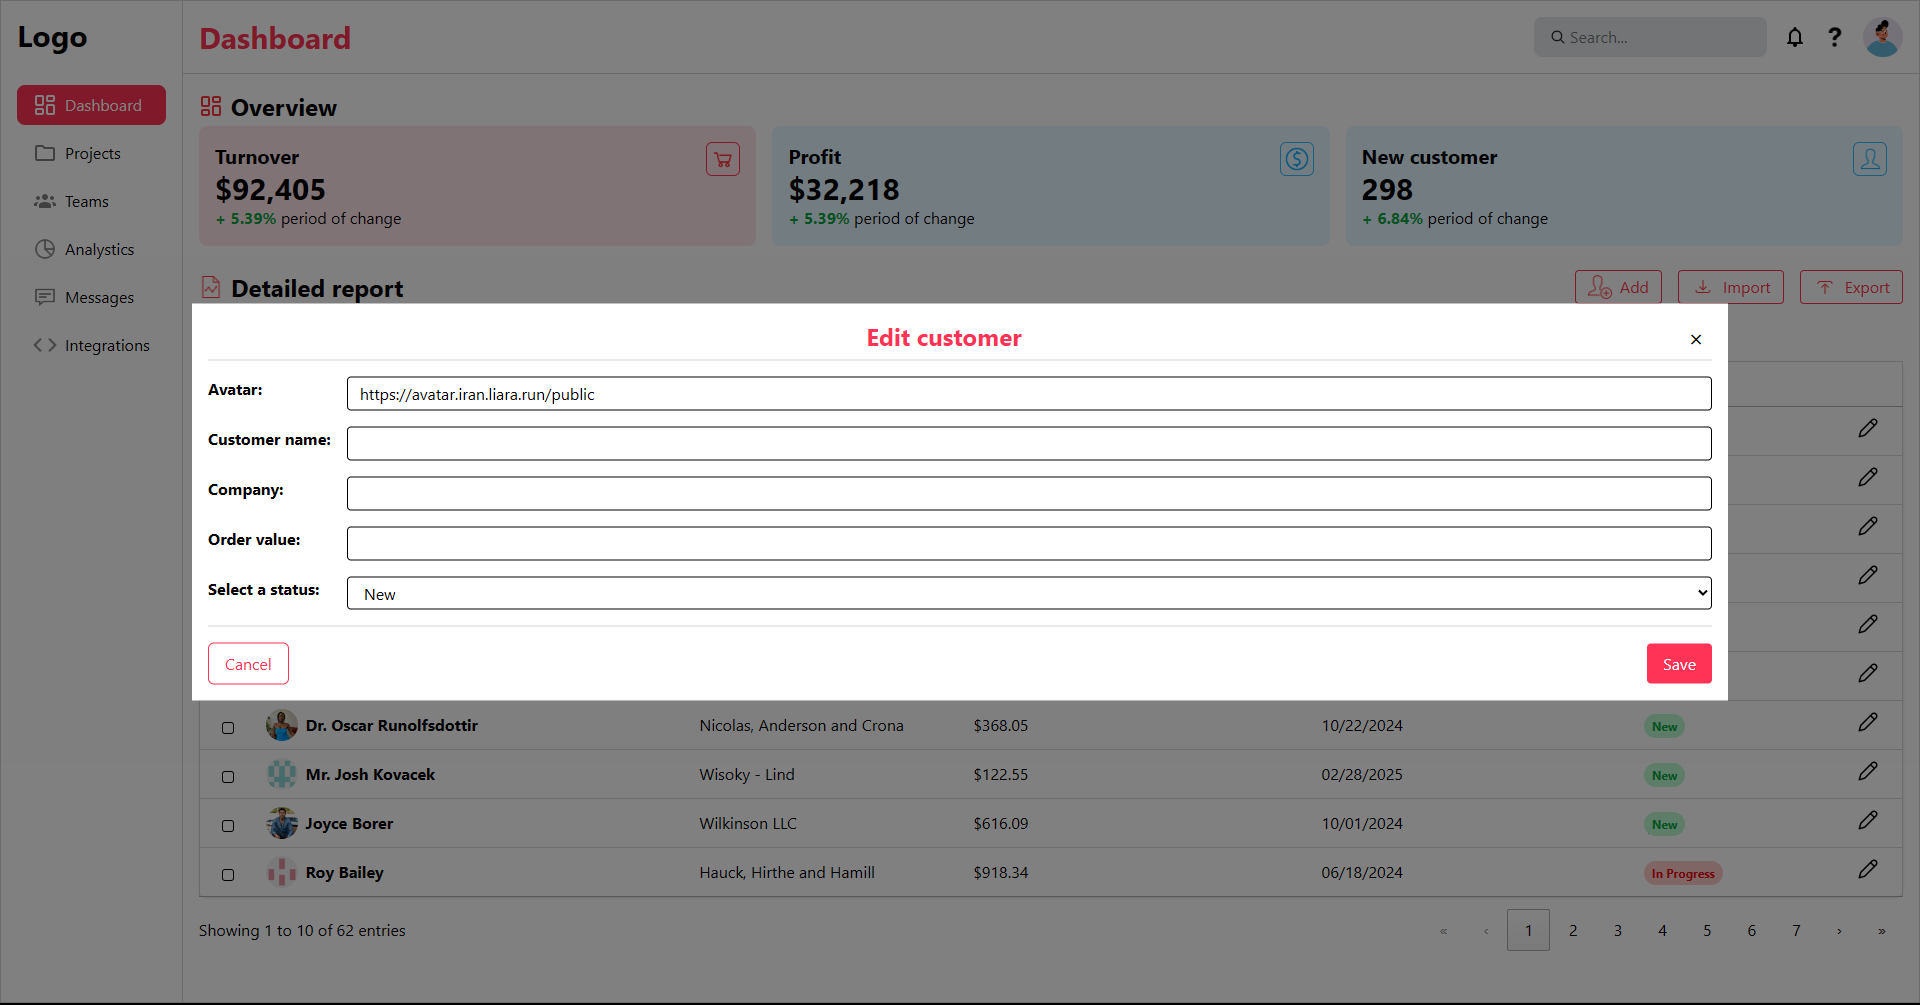 Logo
Dashboard
Search...
Dashboard
Projects
Teams
Analystics
Messages
Integrations
Overview
Turnover
$92,405
+ 5.39% period of change
Profit
$32,218
+ 5.39% period of change
New customer
298
+ 6.84% period of change
Detailed report
Add
Import
Export
Edit customer
×
Avatar:
https://avatar.iran.liara.run/public
Customer name:
Company:
Order value:
Select a status:
New
Cancel
Save
Dr. Oscar Runolfsdottir Nicolas, Anderson and Crona $368.05 10/22/2024 New
Mr. Josh Kovacek Wisoky - Lind $122.55 02/28/2025 New
Joyce Borer Wilkinson LLC $616.09 10/01/2024 New
Roy Bailey Hauck, Hirthe and Hamill $918.34 06/18/2024 In Progress
Showing 1 to 10 of 62 entries
« ‹ 1 2 3 4 5 6 7 › »